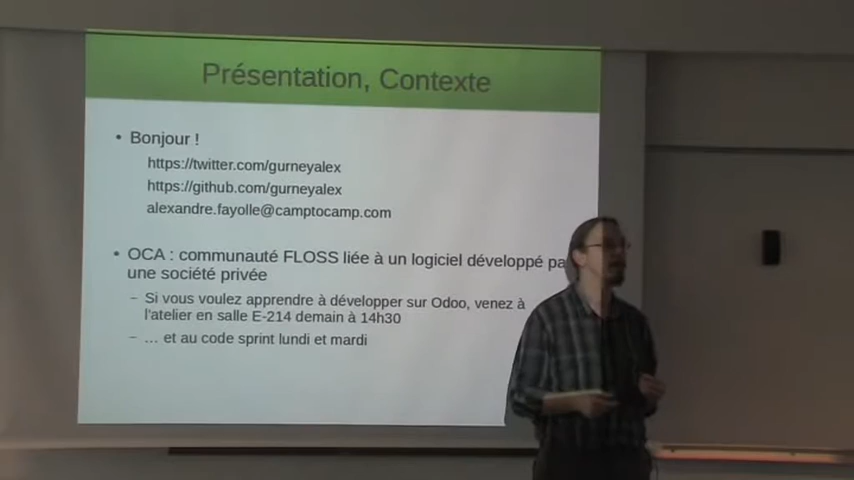 Présentation, Contexte
• Bonjour !
https://twitter.com/gurneyalex
https://github.com/gurneyalex
alexandre.fayolle@camptocamp.com
• OCA : communauté FLOSS liée à un logiciel développé pa
une société privée
– Si vous voulez apprendre à développer sur Odoo, venez à
l'atelier en salle E-214 demain à 14h30
– … et au code sprint lundi et mardi